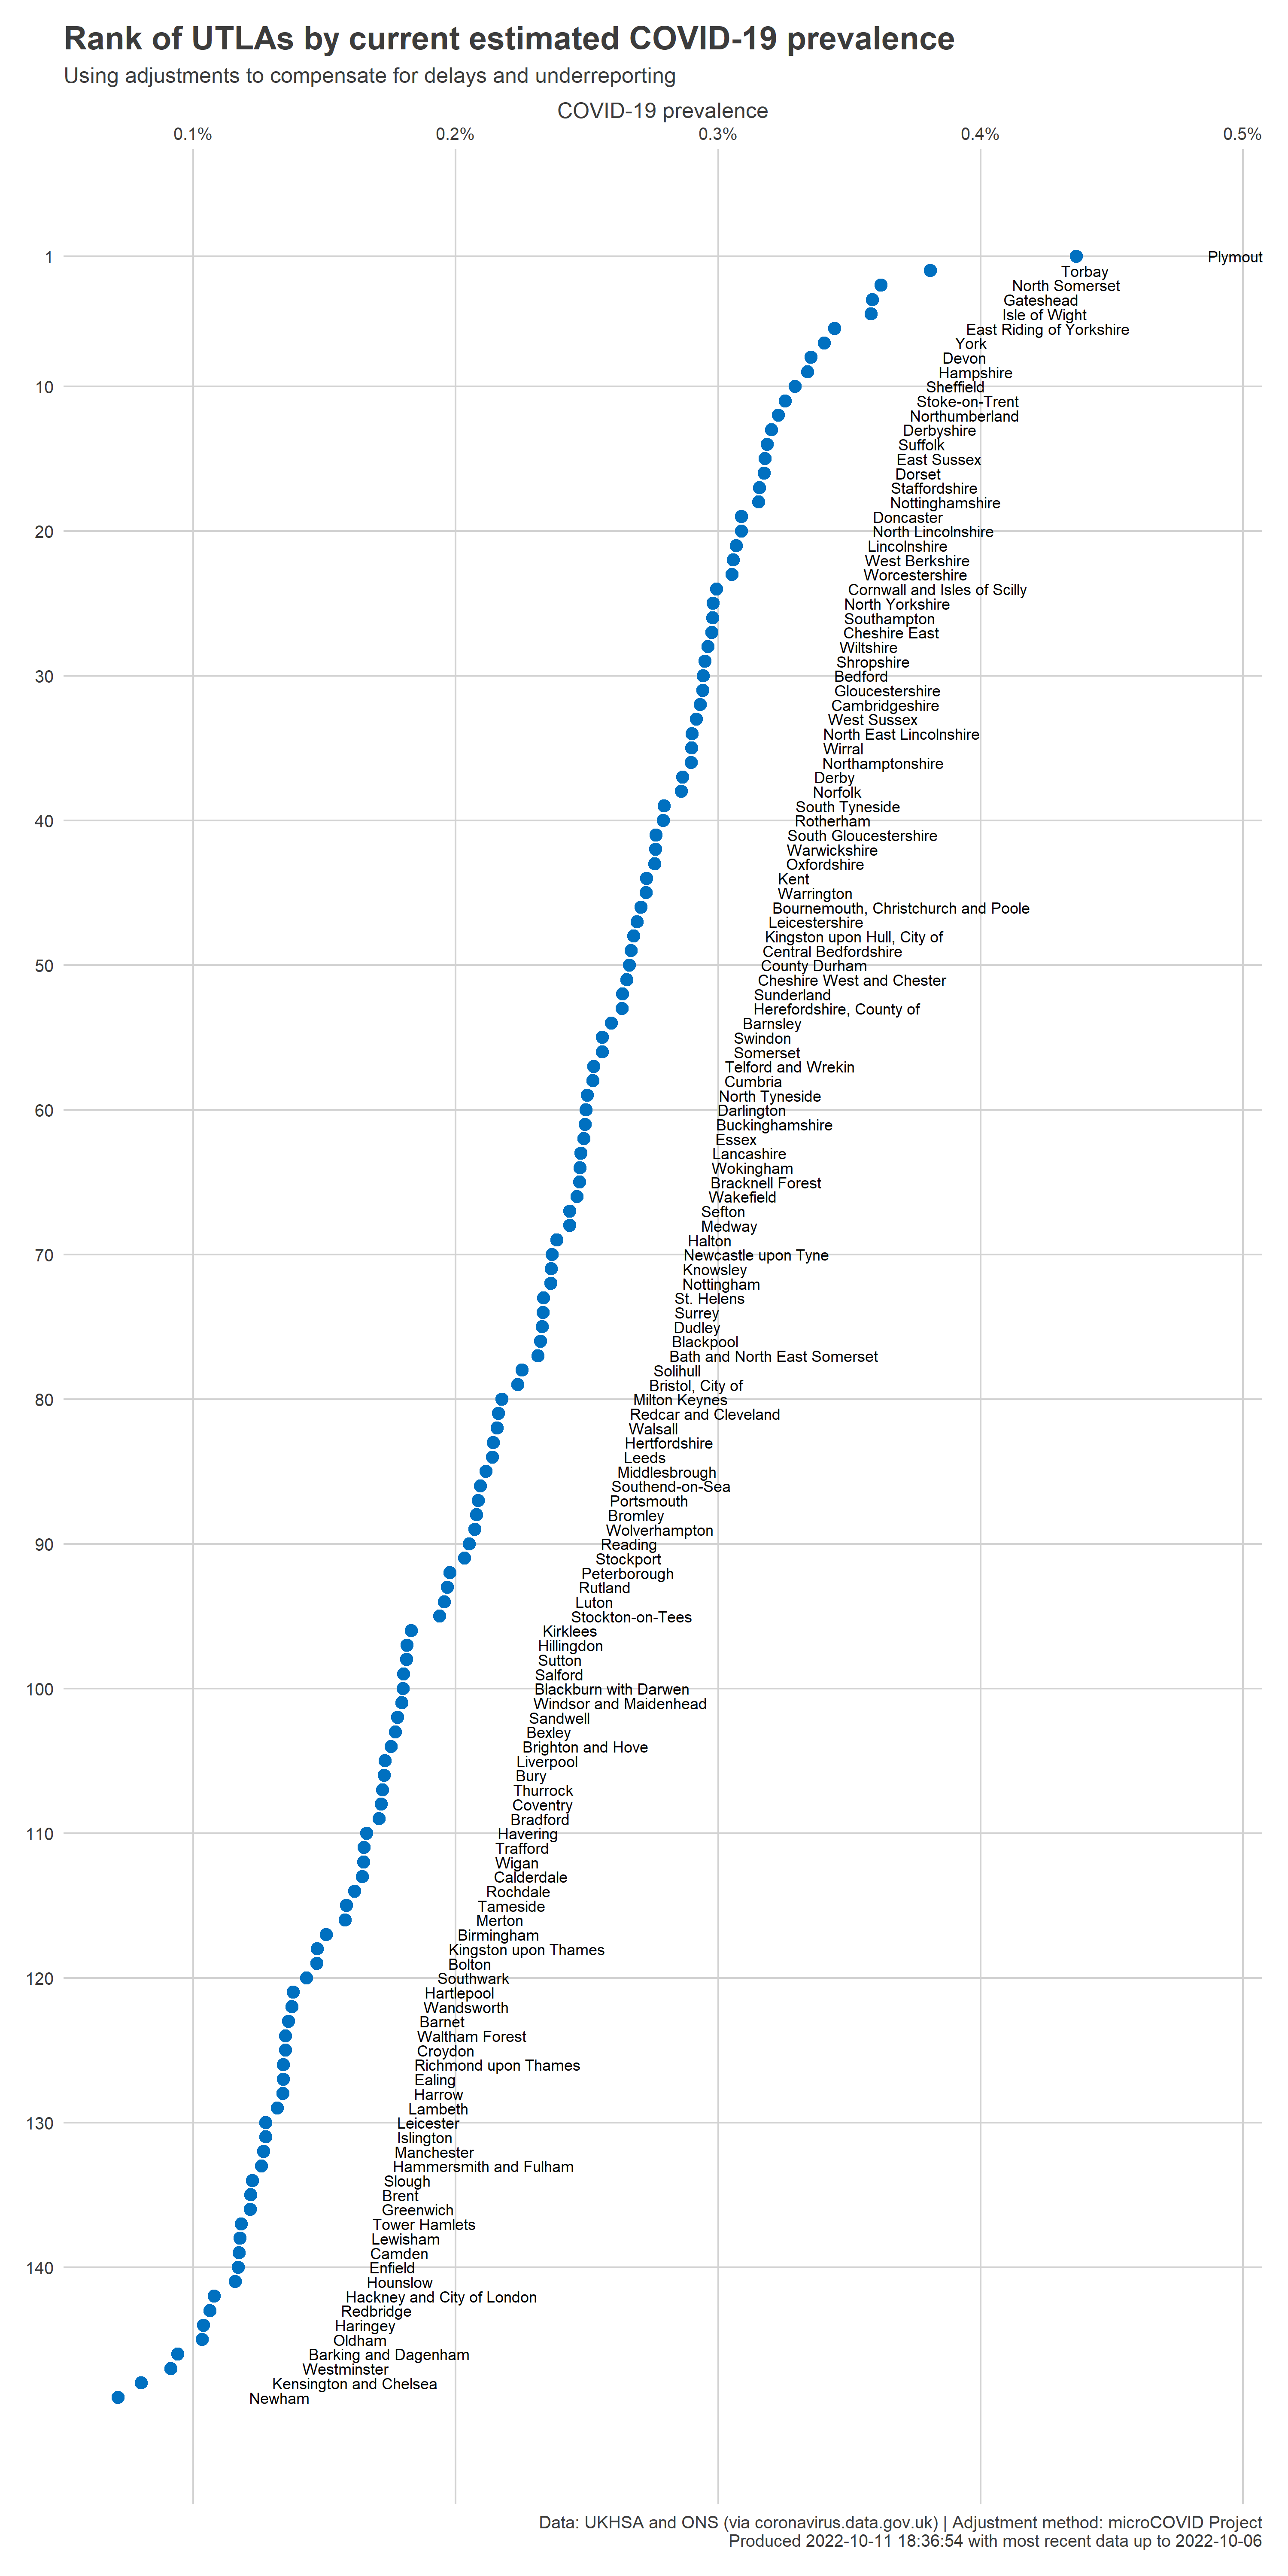 Rank of UTLAs by current estimated COVID-19 prevalence
Using adjustments to compensate for delays and underreporting
COVID-19 prevalence
0.1% 0.2% 0.3% 0.4% 0.5%
1 Plymout
Torbay
North Somerset
Gateshead
Isle of Wight
East Riding of Yorkshire
York
Devon
Hampshire
10 Sheffield
Stoke-on-Trent
Northumberland
Derbyshire
Suffolk
East Sussex
Dorset
Staffordshire
Nottinghamshire
Doncaster
20 North Lincolnshire
Lincolnshire
West Berkshire
Worcestershire
Cornwall and Isles of Scilly
North Yorkshire
Southampton
Cheshire East
Wiltshire
Shropshire
30 Bedford
Gloucestershire
Cambridgeshire
West Sussex
North East Lincolnshire
Wirral
Northamptonshire
Derby
Norfolk
South Tyneside
40 Rotherham
South Gloucestershire
Warwickshire
Oxfordshire
Kent
Warrington
Bournemouth, Christchurch and Poole
Leicestershire
Kingston upon Hull, City of
Central Bedfordshire
50 County Durham
Cheshire West and Chester
Sunderland
Herefordshire, County of
Barnsley
Swindon
Somerset
Telford and Wrekin
Cumbria
North Tyneside
60 Darlington
Buckinghamshire
Essex
Lancashire
Wokingham
Bracknell Forest
Wakefield
Sefton
Medway
Halton
70 Newcastle upon Tyne
Knowsley
Nottingham
St. Helens
Surrey
Dudley
Blackpool
Bath and North East Somerset
Solihull
Bristol, City of
80 Milton Keynes
Redcar and Cleveland
Walsall
Hertfordshire
Leeds
Middlesbrough
Southend-on-Sea
Portsmouth
Bromley
Wolverhampton
90 Reading
Stockport
Peterborough
Rutland
Luton
Stockton-on-Tees
Kirklees
Hillingdon
Sutton
Salford
100 Blackburn with Darwen
Windsor and Maidenhead
Sandwell
Bexley
Brighton and Hove
Liverpool
Bury
Thurrock
Coventry
Bradford
110 Havering
Trafford
Wigan
Calderdale
Rochdale
Tameside
Merton
Birmingham
Kingston upon Thames
Bolton
120 Southwark
Hartlepool
Wandsworth
Barnet
Waltham Forest
Croydon
Richmond upon Thames
Ealing
Harrow
Lambeth
130 Leicester
Islington
Manchester
Hammersmith and Fulham
Slough
Brent
Greenwich
Tower Hamlets
Lewisham
Camden
140 Enfield
Hounslow
Hackney and City of London
Redbridge
Haringey
Oldham
Barking and Dagenham
Westminster
Kensington and Chelsea
Newham
Data: UKHSA and ONS (via coronavirus.data.gov.uk) | Adjustment method: microCOVID Project
Produced 2022-10-11 18:36:54 with most recent data up to 2022-10-06